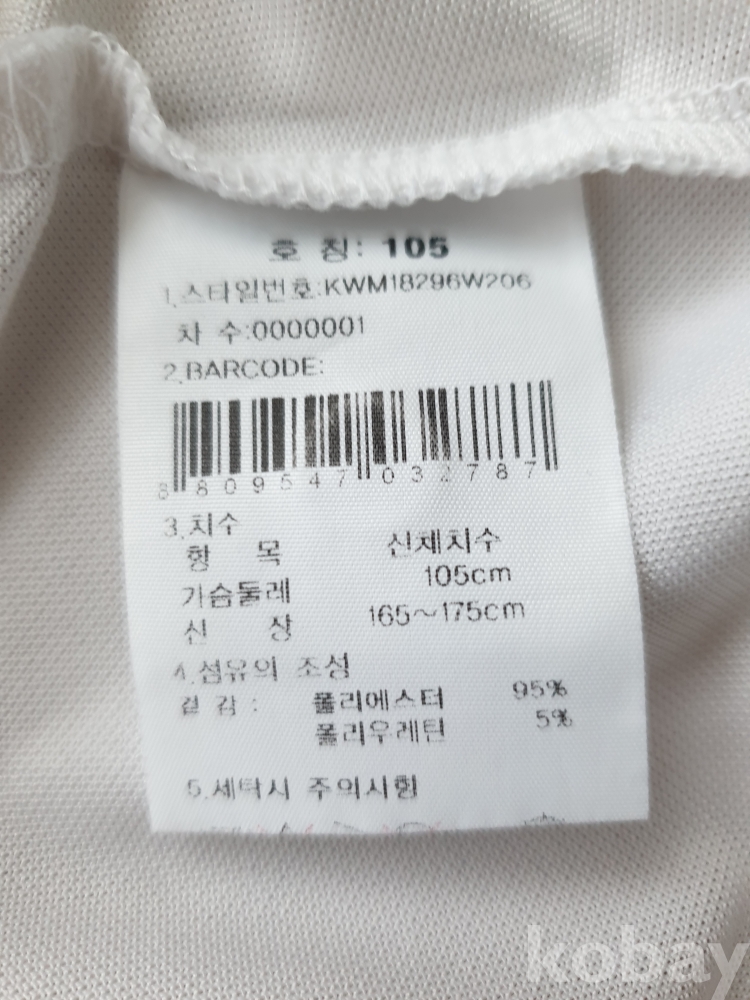 호 칭: 105
1.스타일번호:KWM18296W206
차 수:0000001
2.BARCODE:
8 809547 032787
3.치수
항 목 신체치수
가슴둘레 105cm
신 장 165~175cm
4.섬유의 조성
겉 감 : 폴리에스터 95%
폴리우레탄 5%
5.세탁시 주의사항
kobay